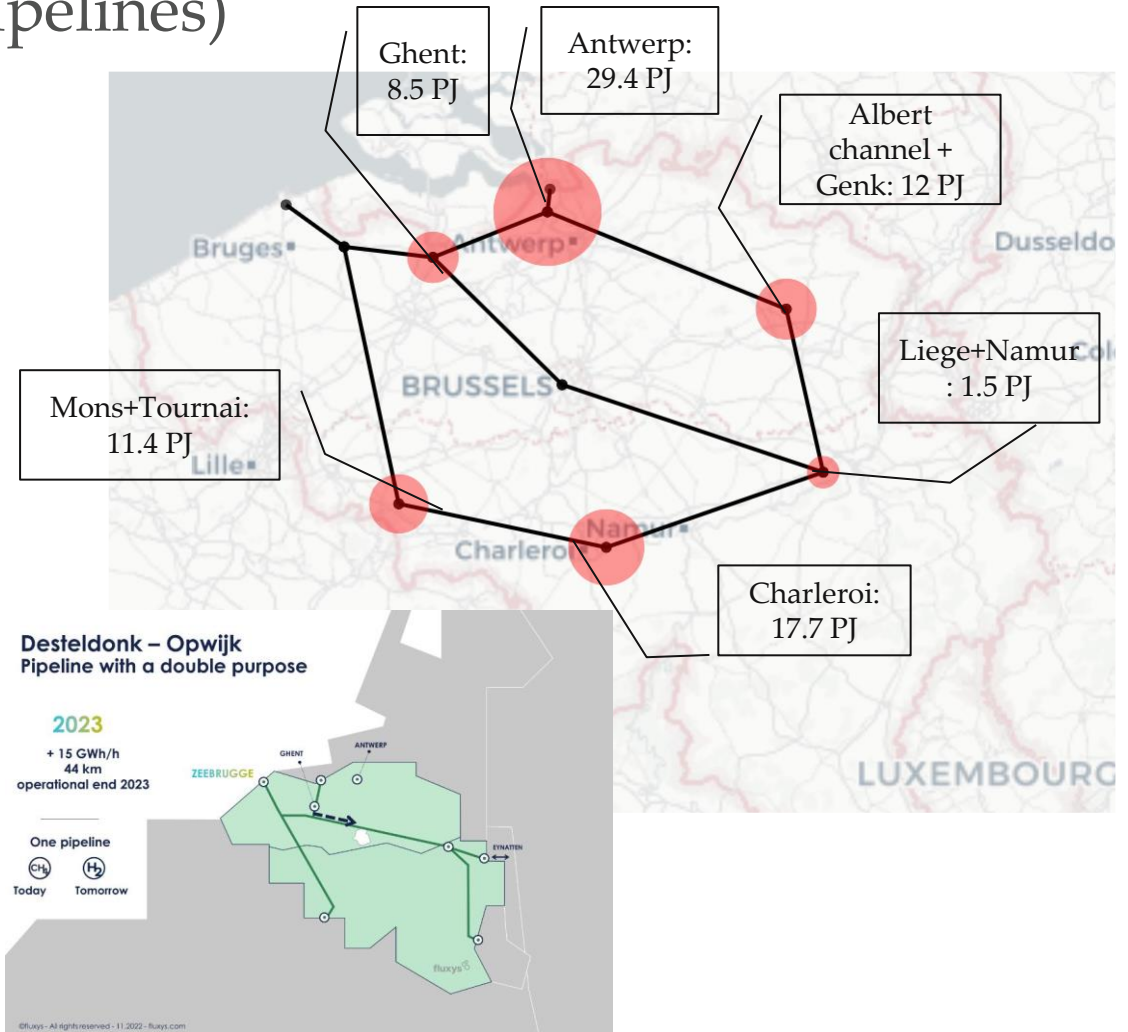 pelines)
Ghent:
8.5 PJ
Antwerp:
29.4 PJ
Albert
channel +
Genk: 12 PJ
Bruges
Antwerp
Dusseldo
Liege+Namur
: 1.5 PJ
Col
BRUSSELS
Mons+Tournai:
11.4 PJ
Lille
Namur
Charleroi
Charleroi:
17.7 PJ
LUXEMBOURG
Desteldonk – Opwijk
Pipeline with a double purpose
2023
+ 15 GWh/h
44 km
operational end 2023
One pipeline
CH4
H2
Today
Tomorrow
ZEEBRUGGE
GHENT
ANTWERP
EYNATTEN
fluxys
©fluxys - All rights reserved - 11.2022 - fluxys.com